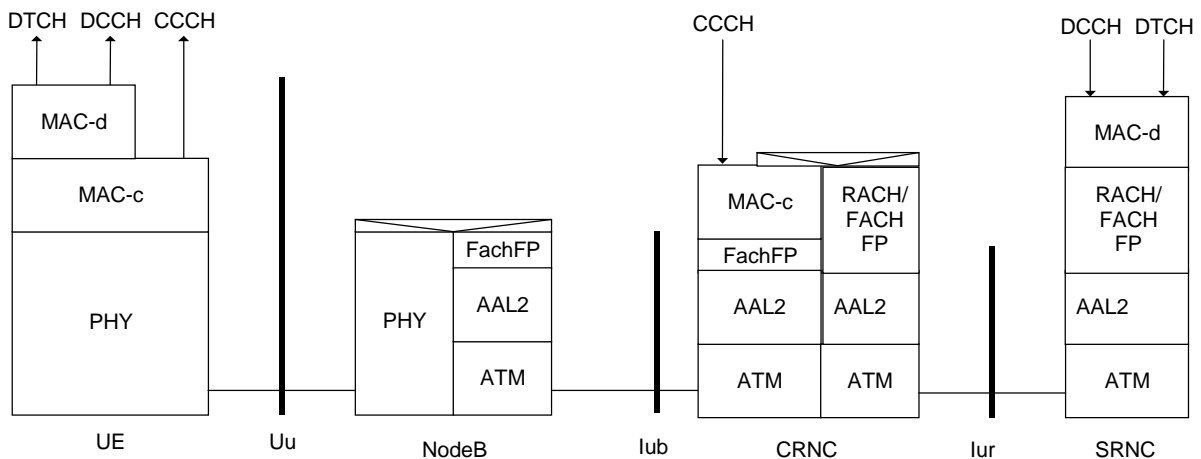 DTCH DCCH CCCH
CCCH
DCCH DTCH
MAC-d
MAC-c
PHY
PHY
FachFP
AAL2
ATM
MAC-c
FachFP
AAL2
ATM
RACH/
FACH
FP
AAL2
ATM
MAC-d
RACH/
FACH
FP
AAL2
ATM
UE
Uu
NodeB
Iub
CRNC
Iur
SRNC